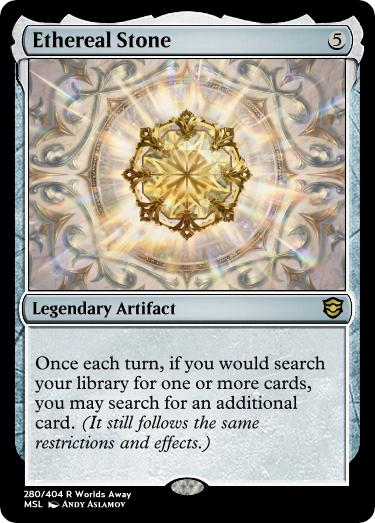 Ethereal Stone 5
Legendary Artifact
Once each turn, if you would search
your library for one or more cards,
you may search for an additional
card. (It still follows the same
restrictions and effects.)
280/404 R Worlds Away
MSL Andy Aslamov